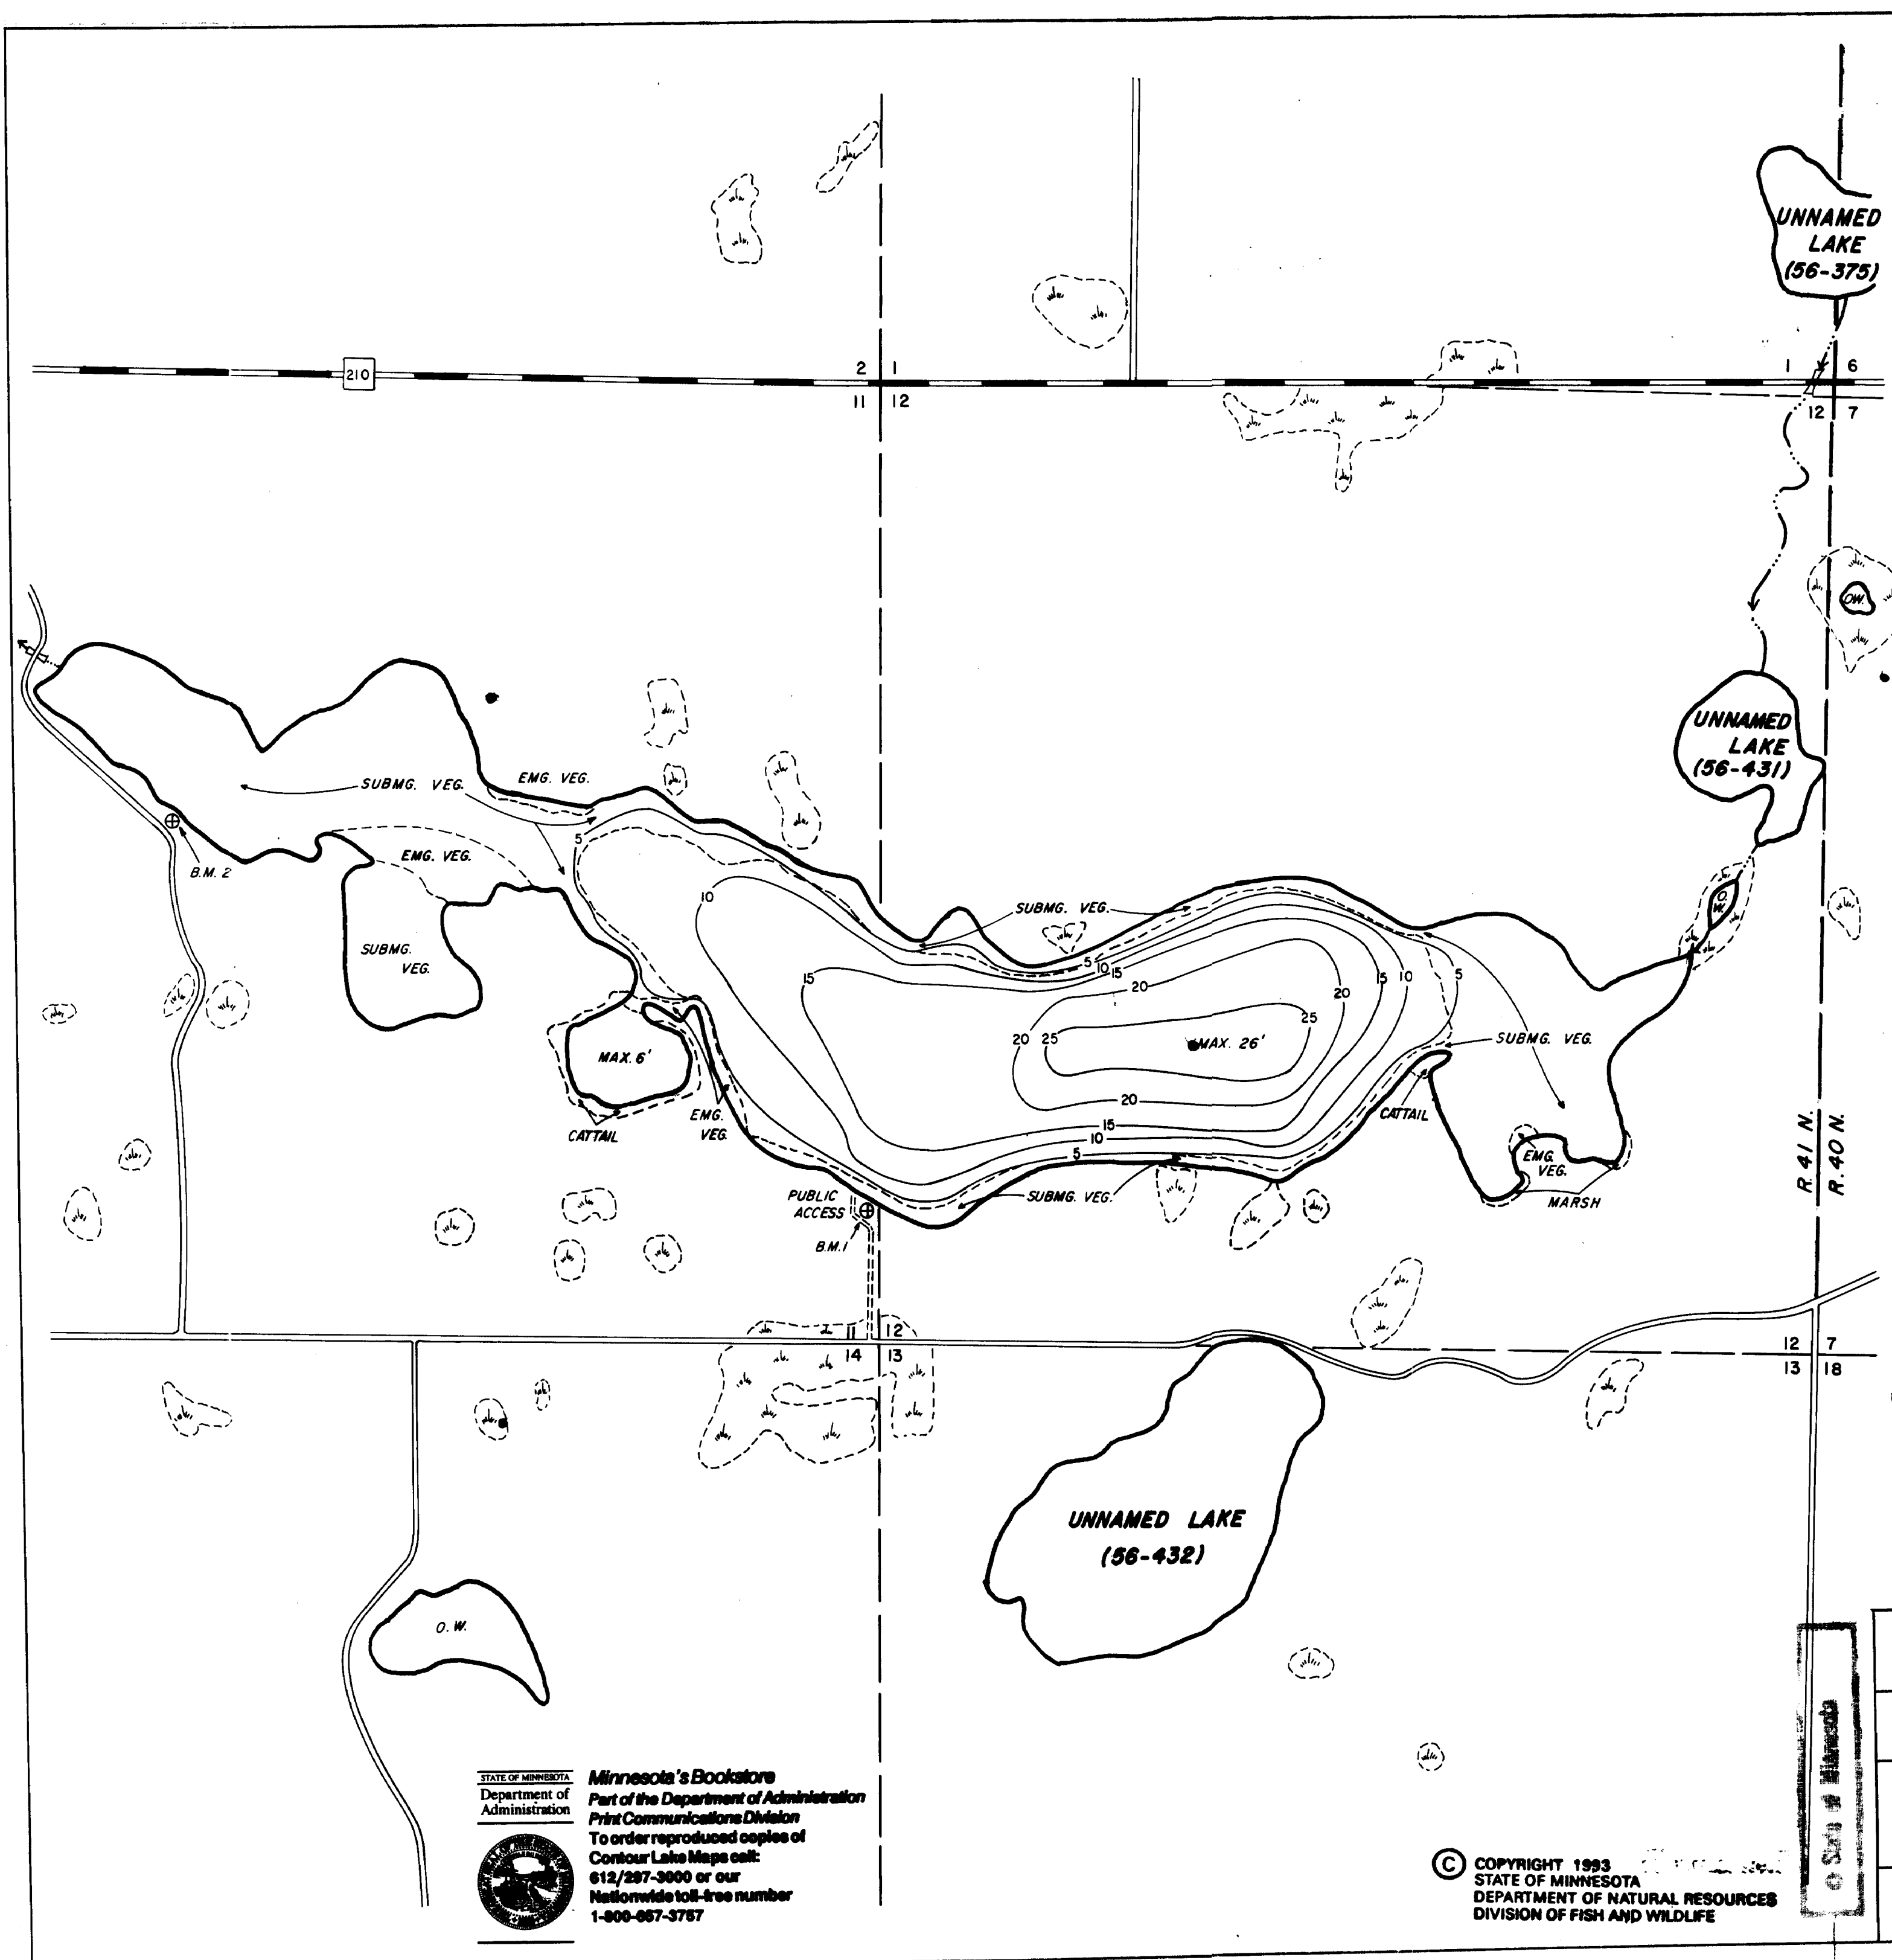 UNNAMED
LAKE
(56-375)
210
2 1
11 12
1 6
12 7
OW.
UNNAMED
LAKE
(56-431)
SUBMG. VEG.
EMG. VEG.
5
EMG. VEG.
B.M. 2
10
SUBMG. VEG.
O.
W.
SUBMG.
VEG.
5 10 15
15
20
20
15
10
5
25
20 25
MAX. 26'
SUBMG. VEG.
MAX. 6'
20
CATTAIL
EMG.
VEG.
CATTAIL
15
10
5
EMG.
VEG.
R. 41 N.
R. 40 N.
PUBLIC
ACCESS
SUBMG. VEG.
MARSH
B.M. 1
11 12
14 13
12 7
13 18
UNNAMED LAKE
(56-432)
O. W.
STATE OF MINNESOTA
Department of
Administration
Minnesota's Bookstore
Part of the Department of Administration
Print Communications Division
To order reproduced copies of
Contour Lake Maps call:
612/297-3000 or our
Nationwide toll-free number
1-800-657-3757
© COPYRIGHT 1993
STATE OF MINNESOTA
DEPARTMENT OF NATURAL RESOURCES
DIVISION OF FISH AND WILDLIFE
© State of Minnesota